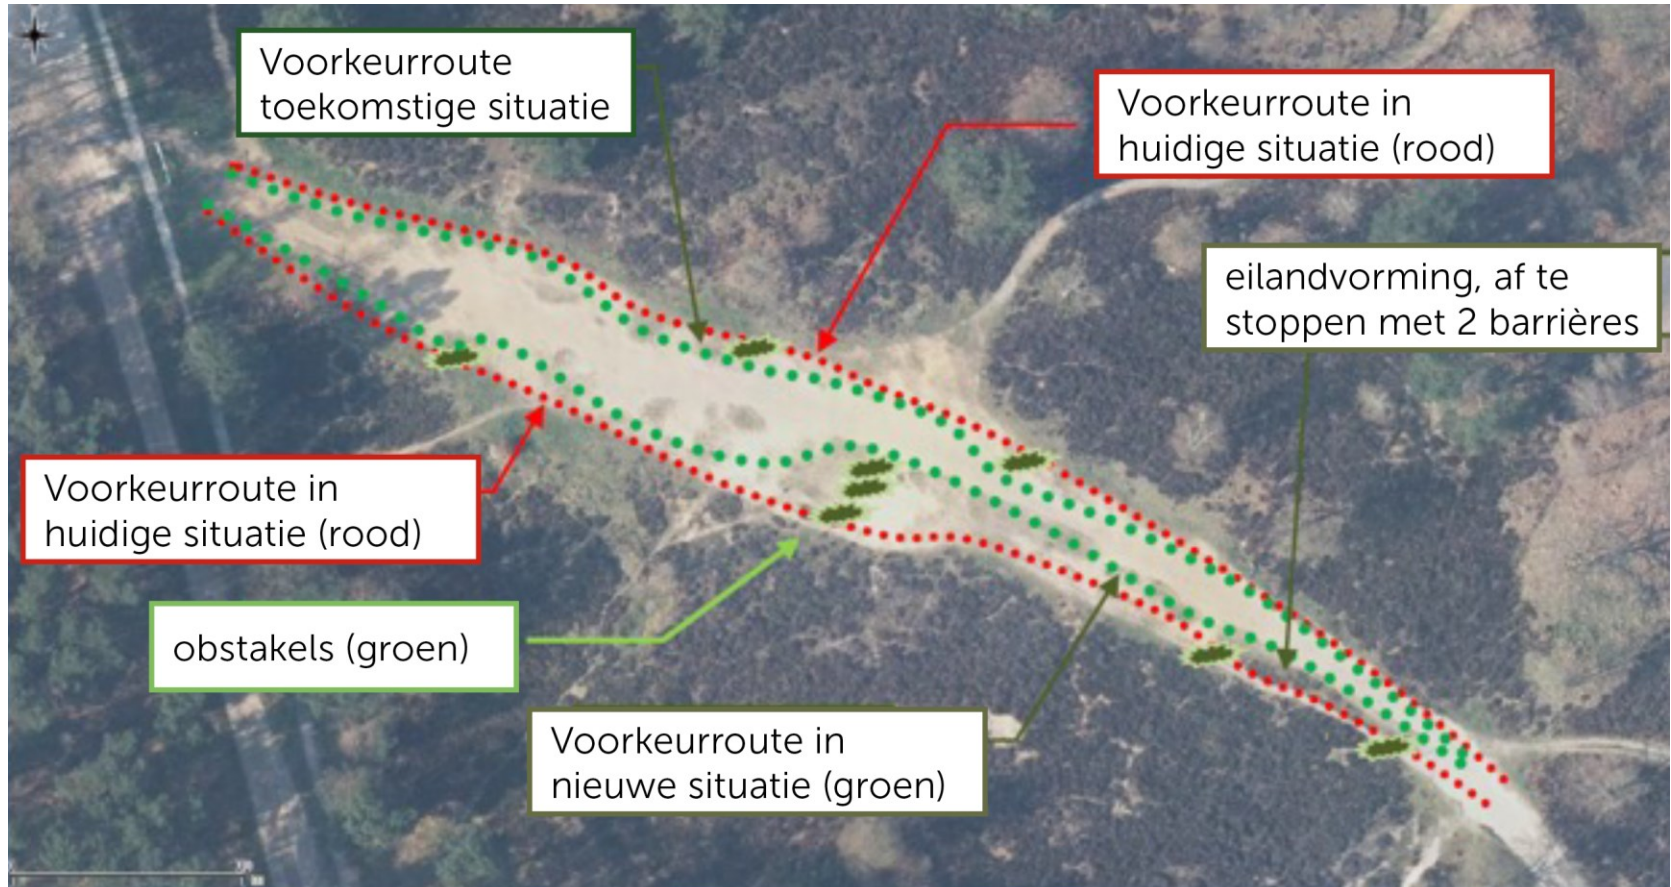 Voorkeurroute
toekomstige situatie
Voorkeurroute in
huidige situatie (rood)
eilandvorming, af te
stoppen met 2 barrières
Voorkeurroute in
huidige situatie (rood)
obstakels (groen)
Voorkeurroute in
nieuwe situatie (groen)